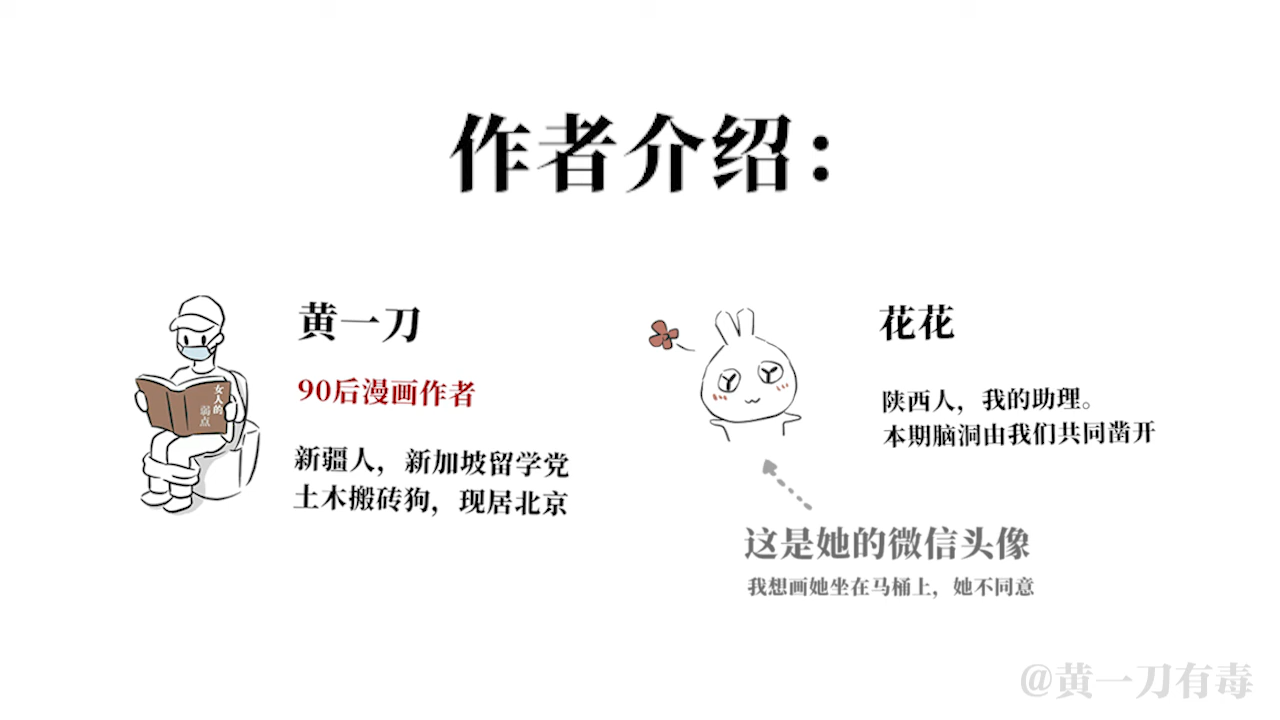 作者介绍：
黄一刀
90后漫画作者
新疆人，新加坡留学党
土木搬砖狗，现居北京
女人的
弱点
花花
陕西人，我的助理。
本期脑洞由我们共同凿开
这是她的微信头像
我想画她坐在马桶上，她不同意
@黄一刀有毒